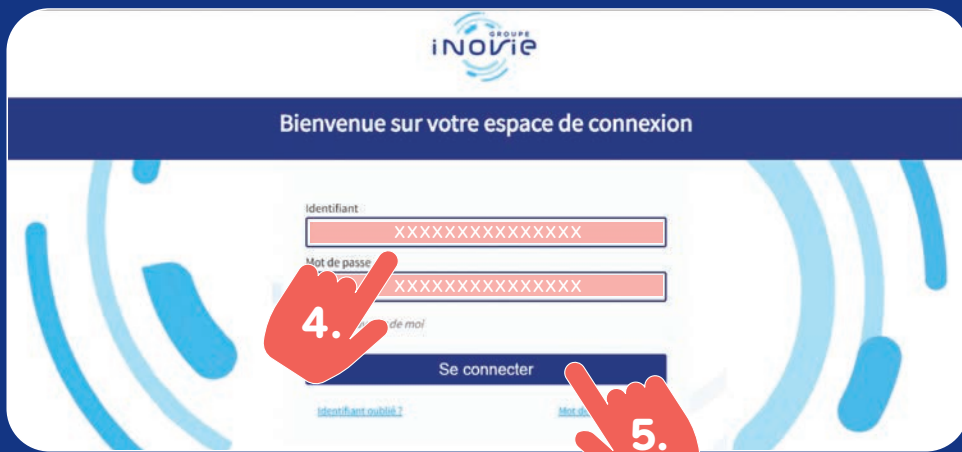 GROUPE
iNOVie
Bienvenue sur votre espace de connexion
Identifiant
XXXXXXXXXXXXXXX
Mot de passe
XXXXXXXXXXXXXXX
4.
de moi
Se connecter
Identifiant oublié ?
Mot
5.